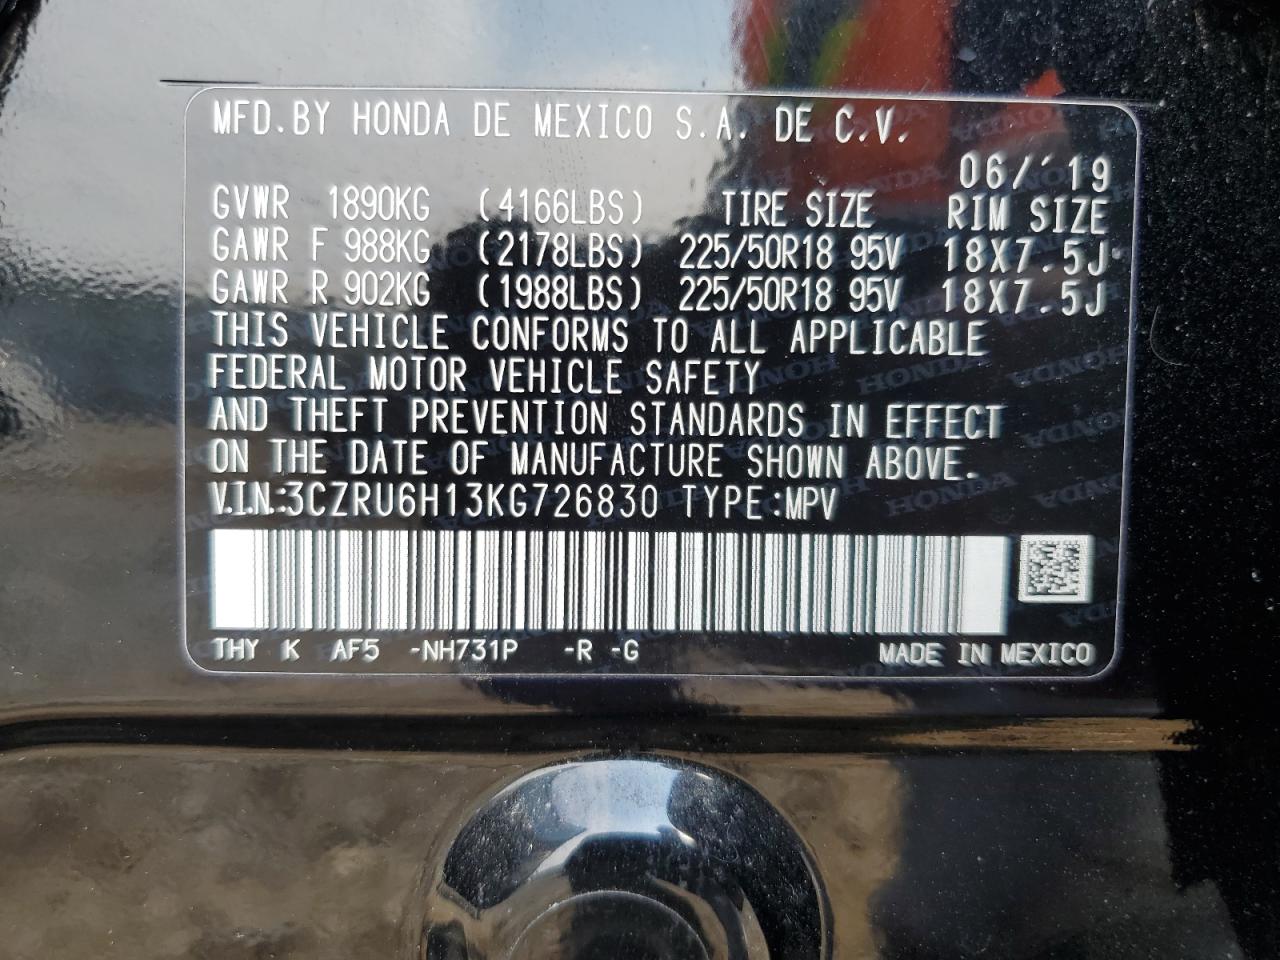 MFD.BY HONDA DE MEXICO S.A. DE C.V.
06/'19
GVWR 1890KG (4166LBS) TIRE SIZE RIM SIZE
GAWR F 988KG (2178LBS) 225/50R18 95V 18X7.5J
GAWR R 902KG (1988LBS) 225/50R18 95V 18X7.5J
THIS VEHICLE CONFORMS TO ALL APPLICABLE
FEDERAL MOTOR VEHICLE SAFETY
AND THEFT PREVENTION STANDARDS IN EFFECT
ON THE DATE OF MANUFACTURE SHOWN ABOVE.
V.I.N.:3CZRU6H13KG726830 TYPE:MPV
THY K AF5 -NH731P -R -G MADE IN MEXICO